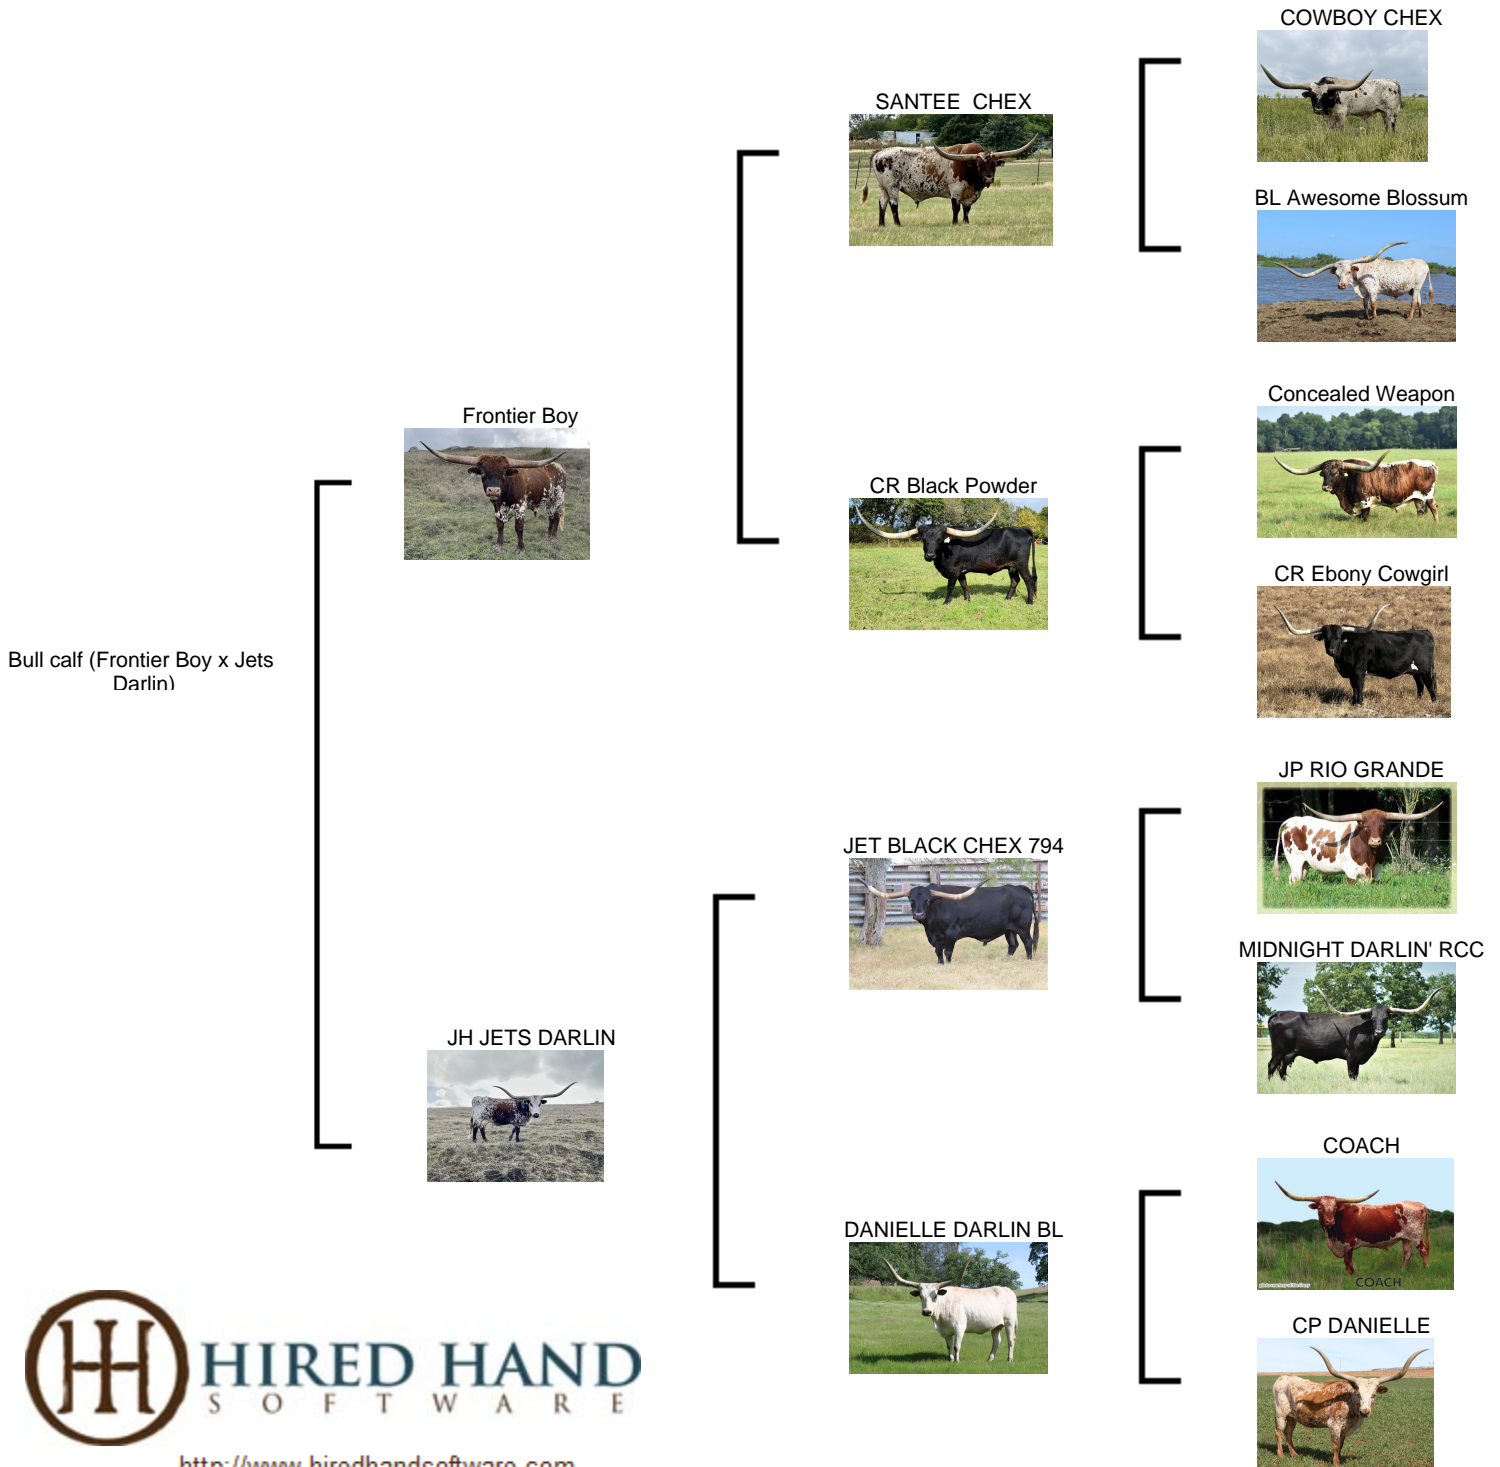 COWBOY CHEX
SANTEE  CHEX
BL Awesome Blossum
Concealed Weapon
Frontier Boy
CR Black Powder
CR Ebony Cowgirl
Bull calf (Frontier Boy x Jets
Darlin)
JP RIO GRANDE
JET BLACK CHEX 794
MIDNIGHT DARLIN' RCC
JH JETS DARLIN
COACH
DANIELLE DARLIN BL
COACH
CP DANIELLE
HIRED HAND
SOFTWARE
http://www.hiredhandsoftware.com